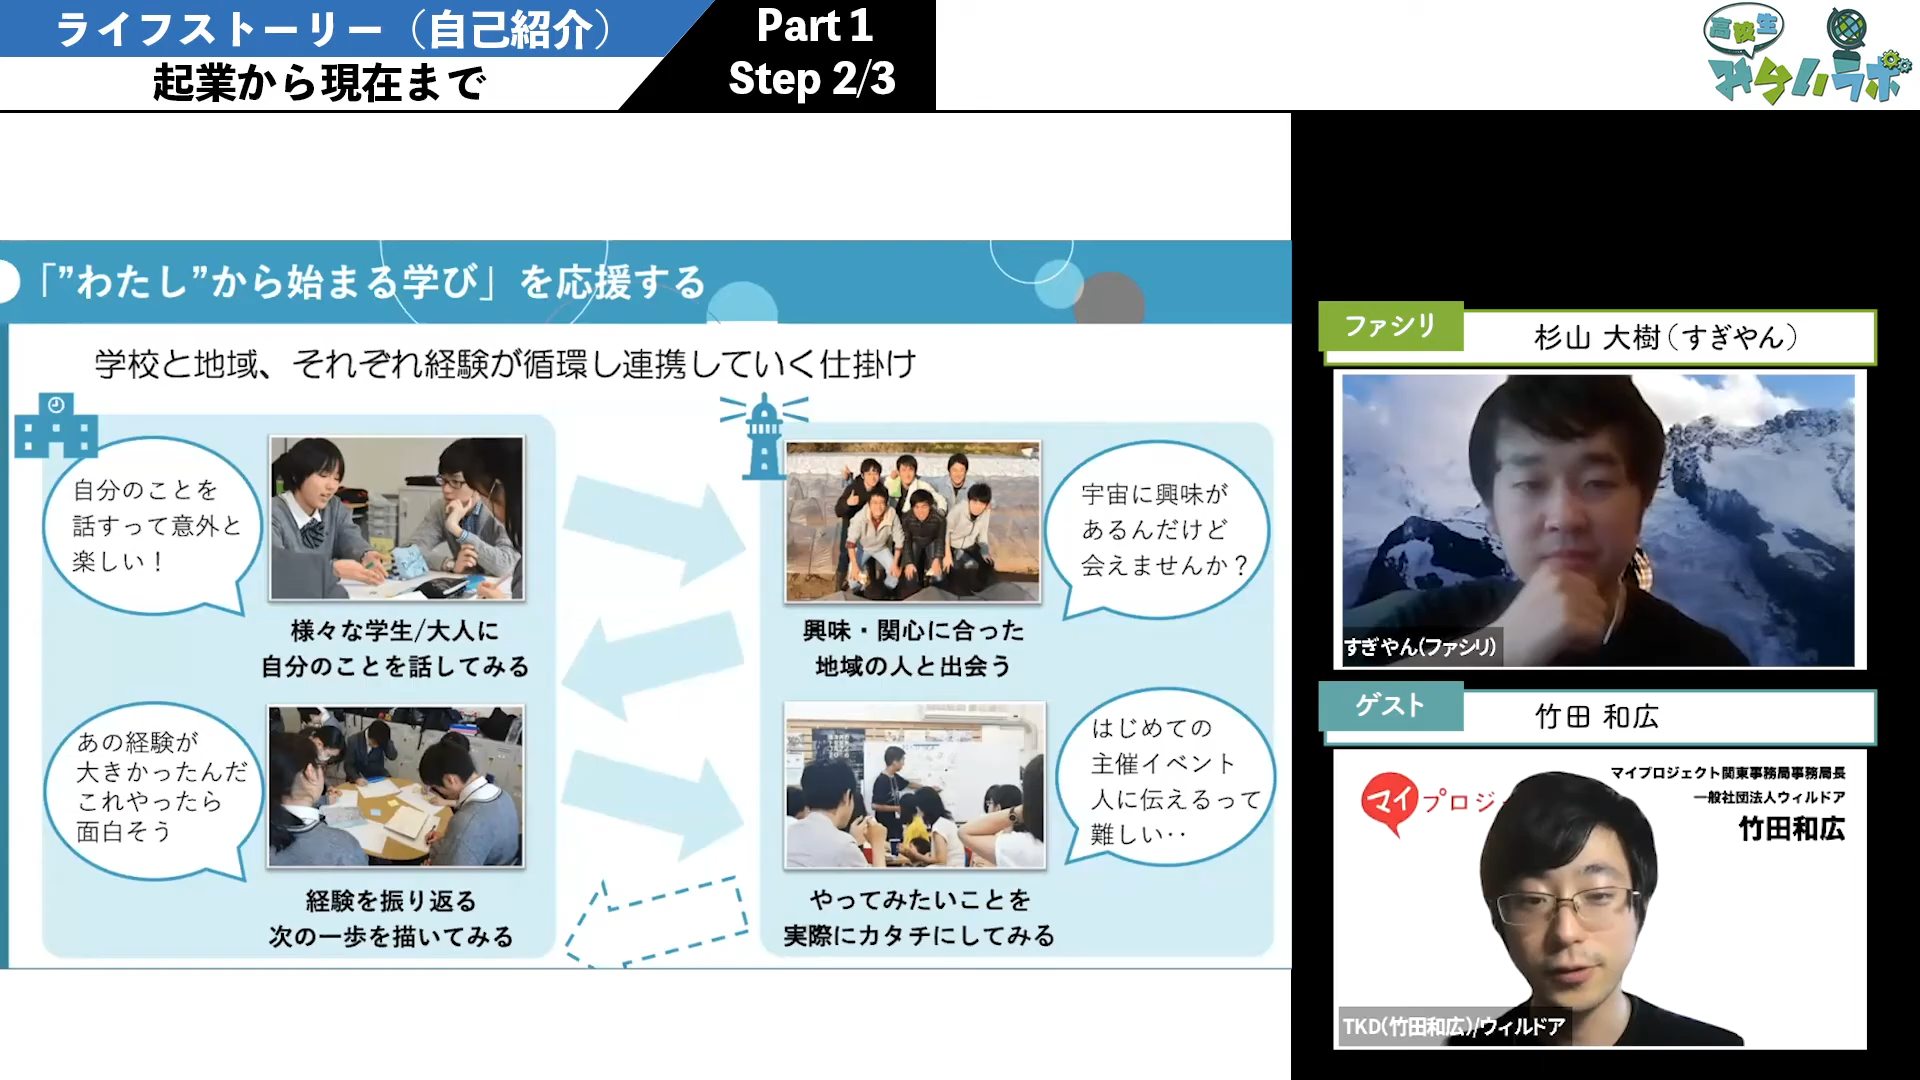 ライフストーリー（自己紹介）
起業から現在まで
Part 1
Step 2/3
高校生
みらいラボ
「”わたし”から始まる学び」を応援する
学校と地域、それぞれ経験が循環し連携していく仕掛け
自分のことを
話すって意外と
楽しい！
様々な学生/大人に
自分のことを話してみる
宇宙に興味が
あるんだけど
会えませんか？
興味・関心に合った
地域の人と出会う
あの経験が
大きかったんだ
これやったら
面白そう
経験を振り返る
次の一歩を描いてみる
はじめての
主催イベント
人に伝えるって
難しい‥
やってみたいことを
実際にカタチにしてみる
ファシリ
杉山 大樹（すぎやん）
すぎやん(ファシリ)
ゲスト
竹田 和広
マイプロジ
マイプロジェクト関東事務局事務局長
一般社団法人ウィルドア
竹田和広
TKD(竹田和広)/ウィルドア